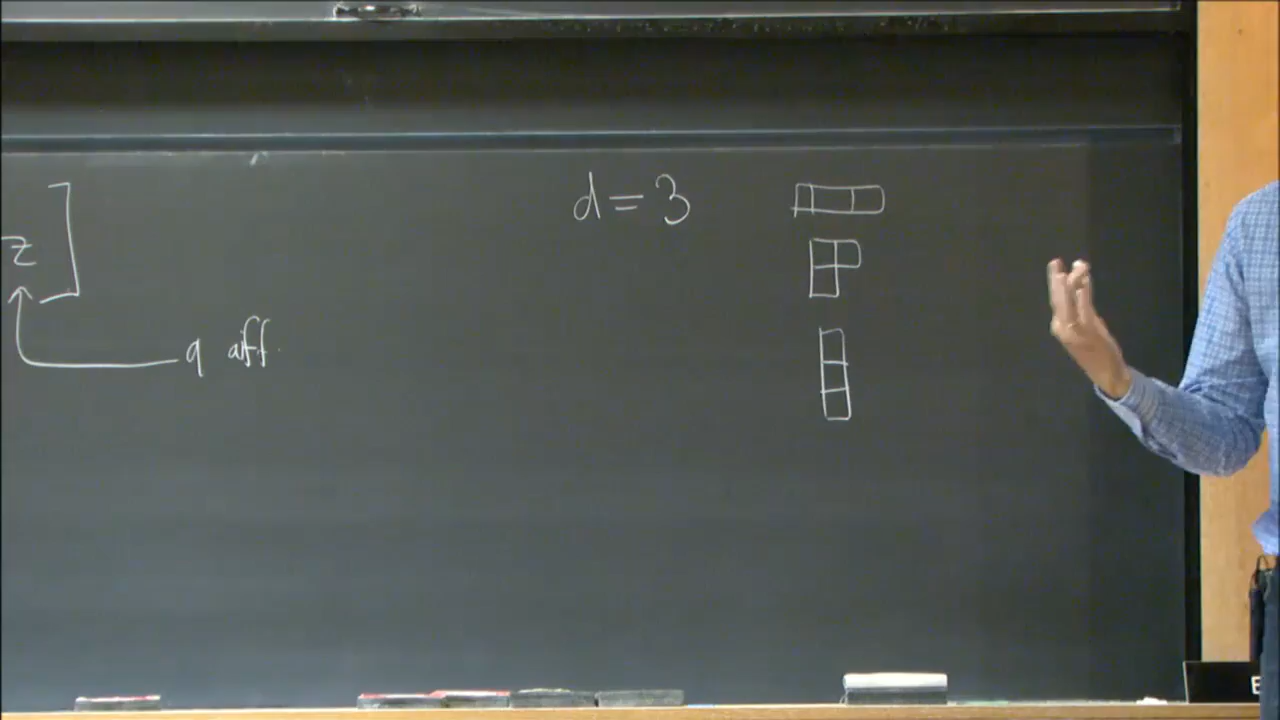 d = 3
z ]
q aff.
E